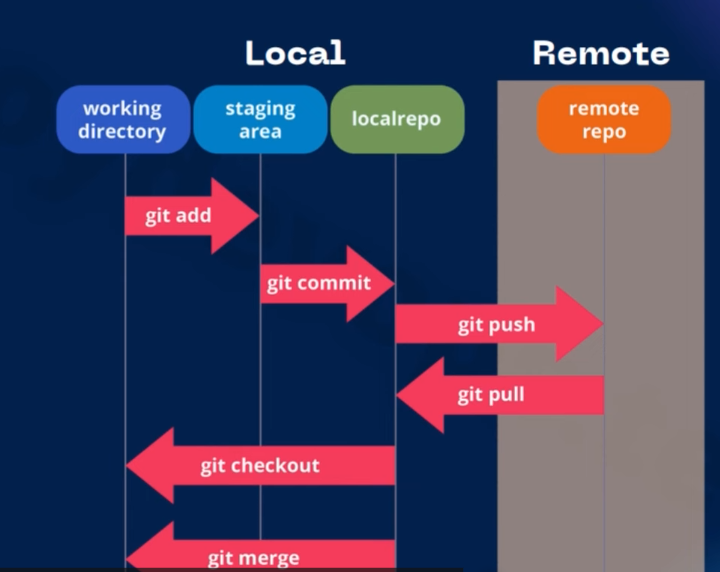 Local
Remote
working
directory
staging
area
localrepo
remote
repo
git add
git commit
git push
git pull
git checkout
git merge